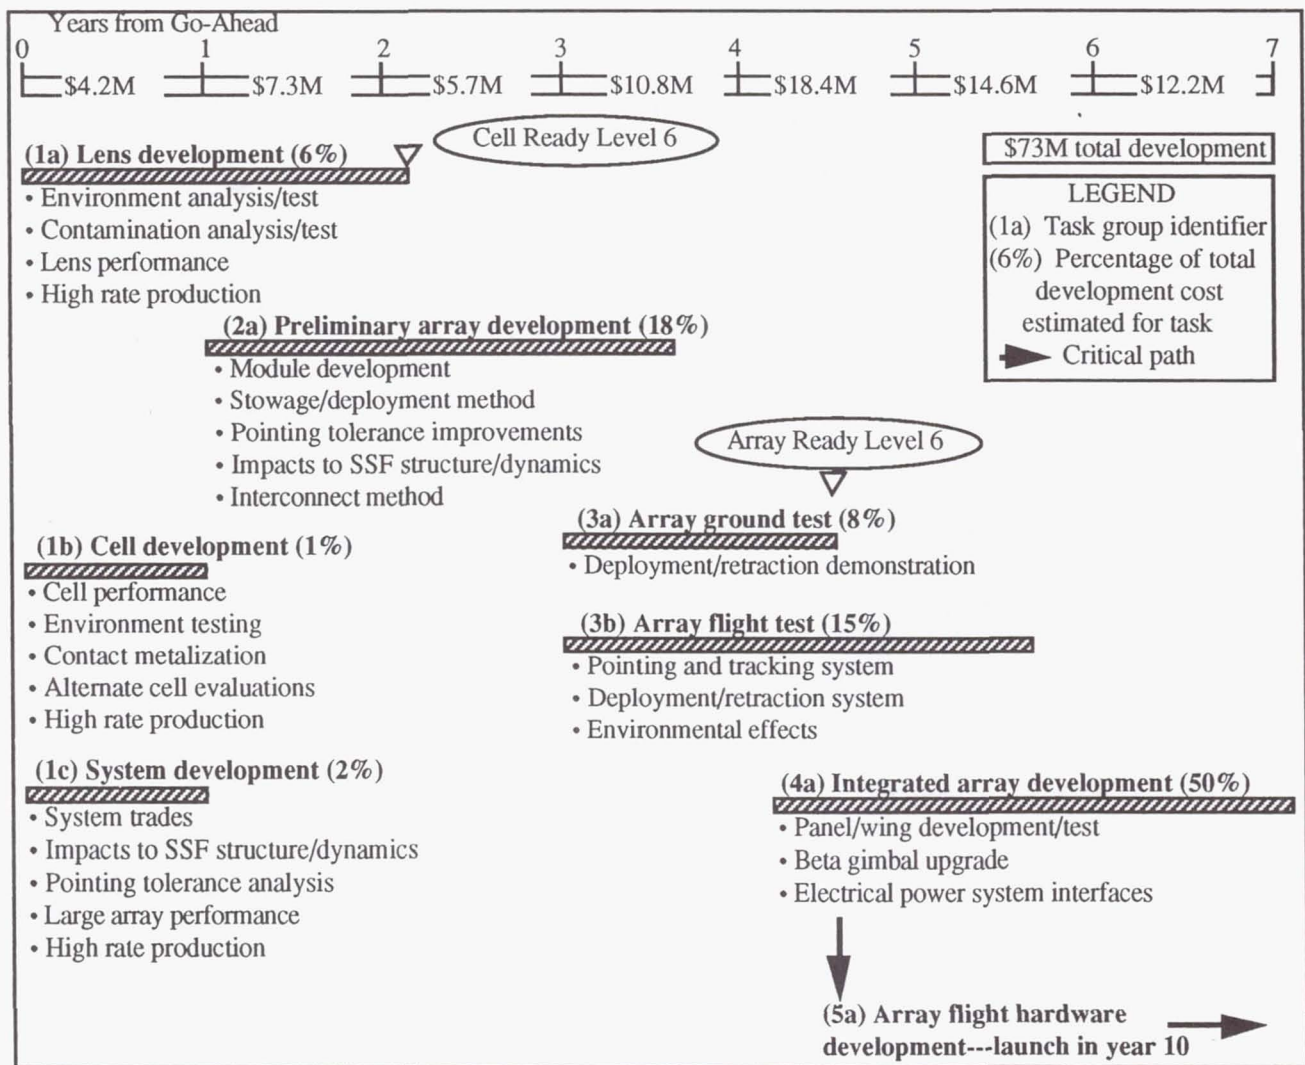 Years from Go-Ahead
0 1 2 3 4 5 6 7
$4.2M $7.3M $5.7M $10.8M $18.4M $14.6M $12.2M
Cell Ready Level 6
$73M total development
LEGEND
(1a) Task group identifier
(6%) Percentage of total
development cost
estimated for task
Critical path
(1a) Lens development (6%)
• Environment analysis/test
• Contamination analysis/test
• Lens performance
• High rate production
(2a) Preliminary array development (18%)
• Module development
• Stowage/deployment method
• Pointing tolerance improvements
• Impacts to SSF structure/dynamics
• Interconnect method
Array Ready Level 6
(3a) Array ground test (8%)
• Deployment/retraction demonstration
(1b) Cell development (1%)
• Cell performance
• Environment testing
• Contact metalization
• Alternate cell evaluations
• High rate production
(3b) Array flight test (15%)
• Pointing and tracking system
• Deployment/retraction system
• Environmental effects
(1c) System development (2%)
• System trades
• Impacts to SSF structure/dynamics
• Pointing tolerance analysis
• Large array performance
• High rate production
(4a) Integrated array development (50%)
• Panel/wing development/test
• Beta gimbal upgrade
• Electrical power system interfaces
(5a) Array flight hardware
development---launch in year 10